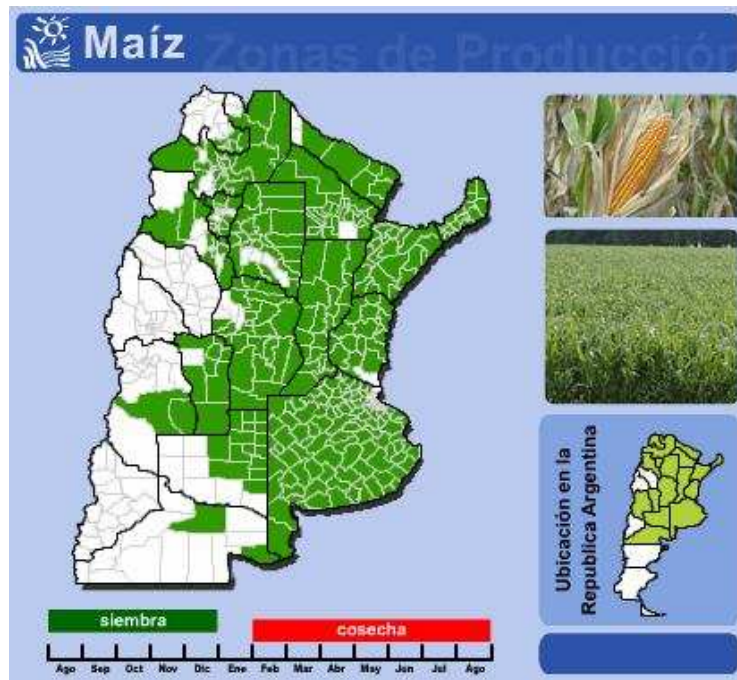 Maíz
Zonas de Producción
Ubicación en la
Republica Argentina
siembra
cosecha
Ago Sep Oct Nov Dic Ene Feb Mar Abr May Jun Jul Ago